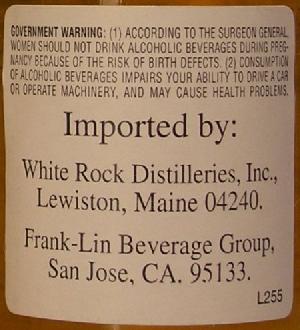 GOVERNMENT WARNING: (1) ACCORDING TO THE SURGEON GENERAL,
WOMEN SHOULD NOT DRINK ALCOHOLIC BEVERAGES DURING PREG-
NANCY BECAUSE OF THE RISK OF BIRTH DEFECTS. (2) CONSUMPTION
OF ALCOHOLIC BEVERAGES IMPAIRS YOUR ABILITY TO DRIVE A CAR
OR OPERATE MACHINERY, AND MAY CAUSE HEALTH PROBLEMS.
Imported by:
White Rock Distilleries, Inc.,
Lewiston, Maine 04240.
Frank-Lin Beverage Group,
San Jose, CA. 95133.
L255